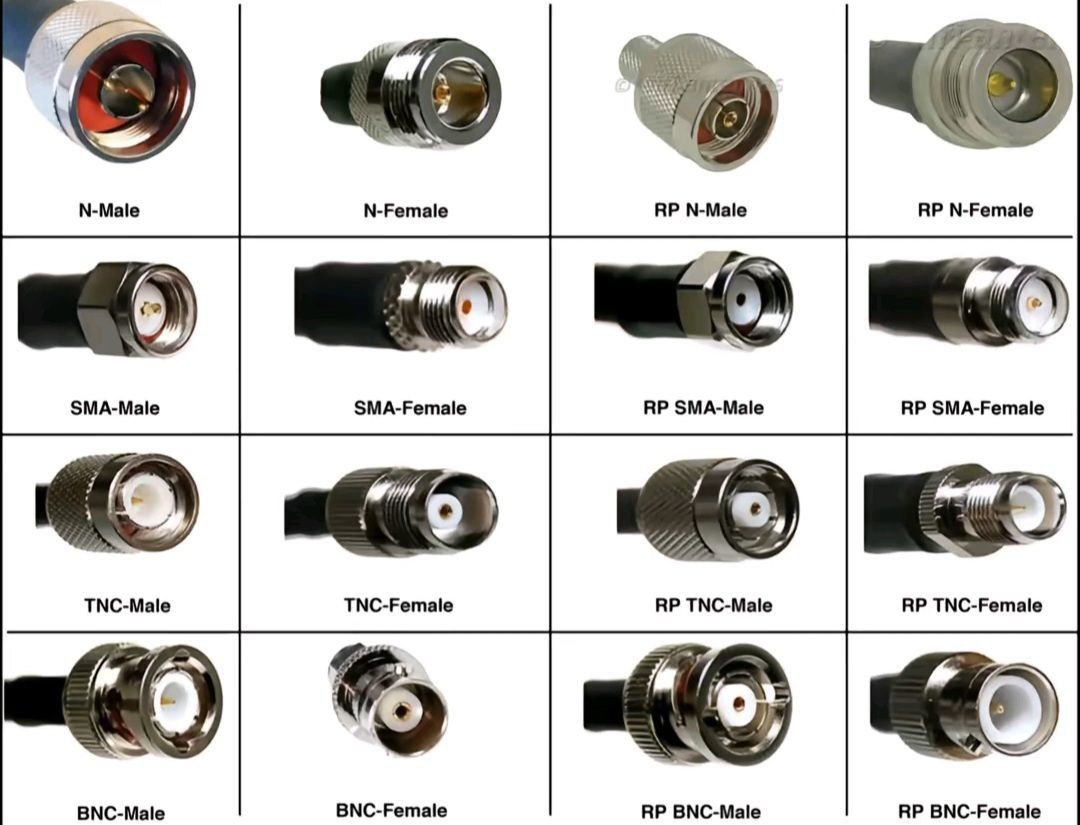 N-Male
N-Female
RP N-Male
RP N-Female
SMA-Male
SMA-Female
RP SMA-Male
RP SMA-Female
TNC-Male
TNC-Female
RP TNC-Male
RP TNC-Female
BNC-Male
BNC-Female
RP BNC-Male
RP BNC-Female